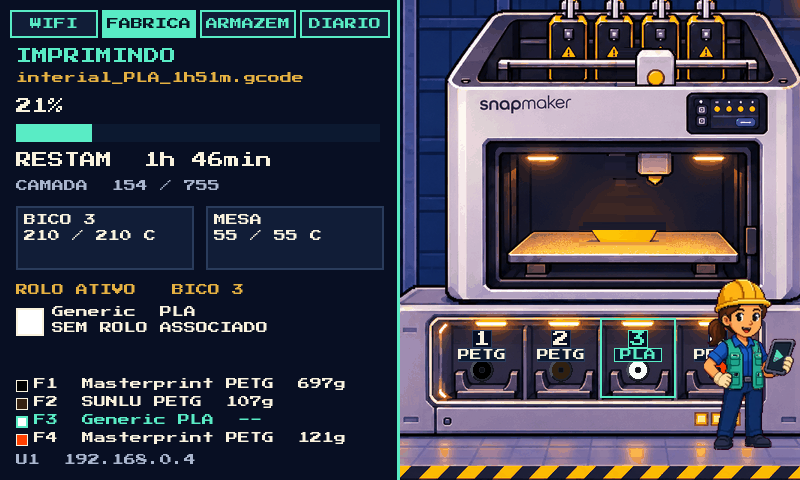 WIFI FABRICA ARMAZEM DIARIO
IMPRIMINDO
interial_PLA_1h51m.gcode
21%
RESTAM 1h 46min
CAMADA 154 / 755
BICO 3
210 / 210 C
MESA
55 / 55 C
ROLO ATIVO BICO 3
Generic PLA
SEM ROLO ASSOCIADO
F1 Masterprint PETG 697g
F2 SUNLU PETG 107g
F3 Generic PLA --
F4 Masterprint PETG 121g
U1 192.168.0.4
snapmaker
1
PETG
2
PETG
3
PLA